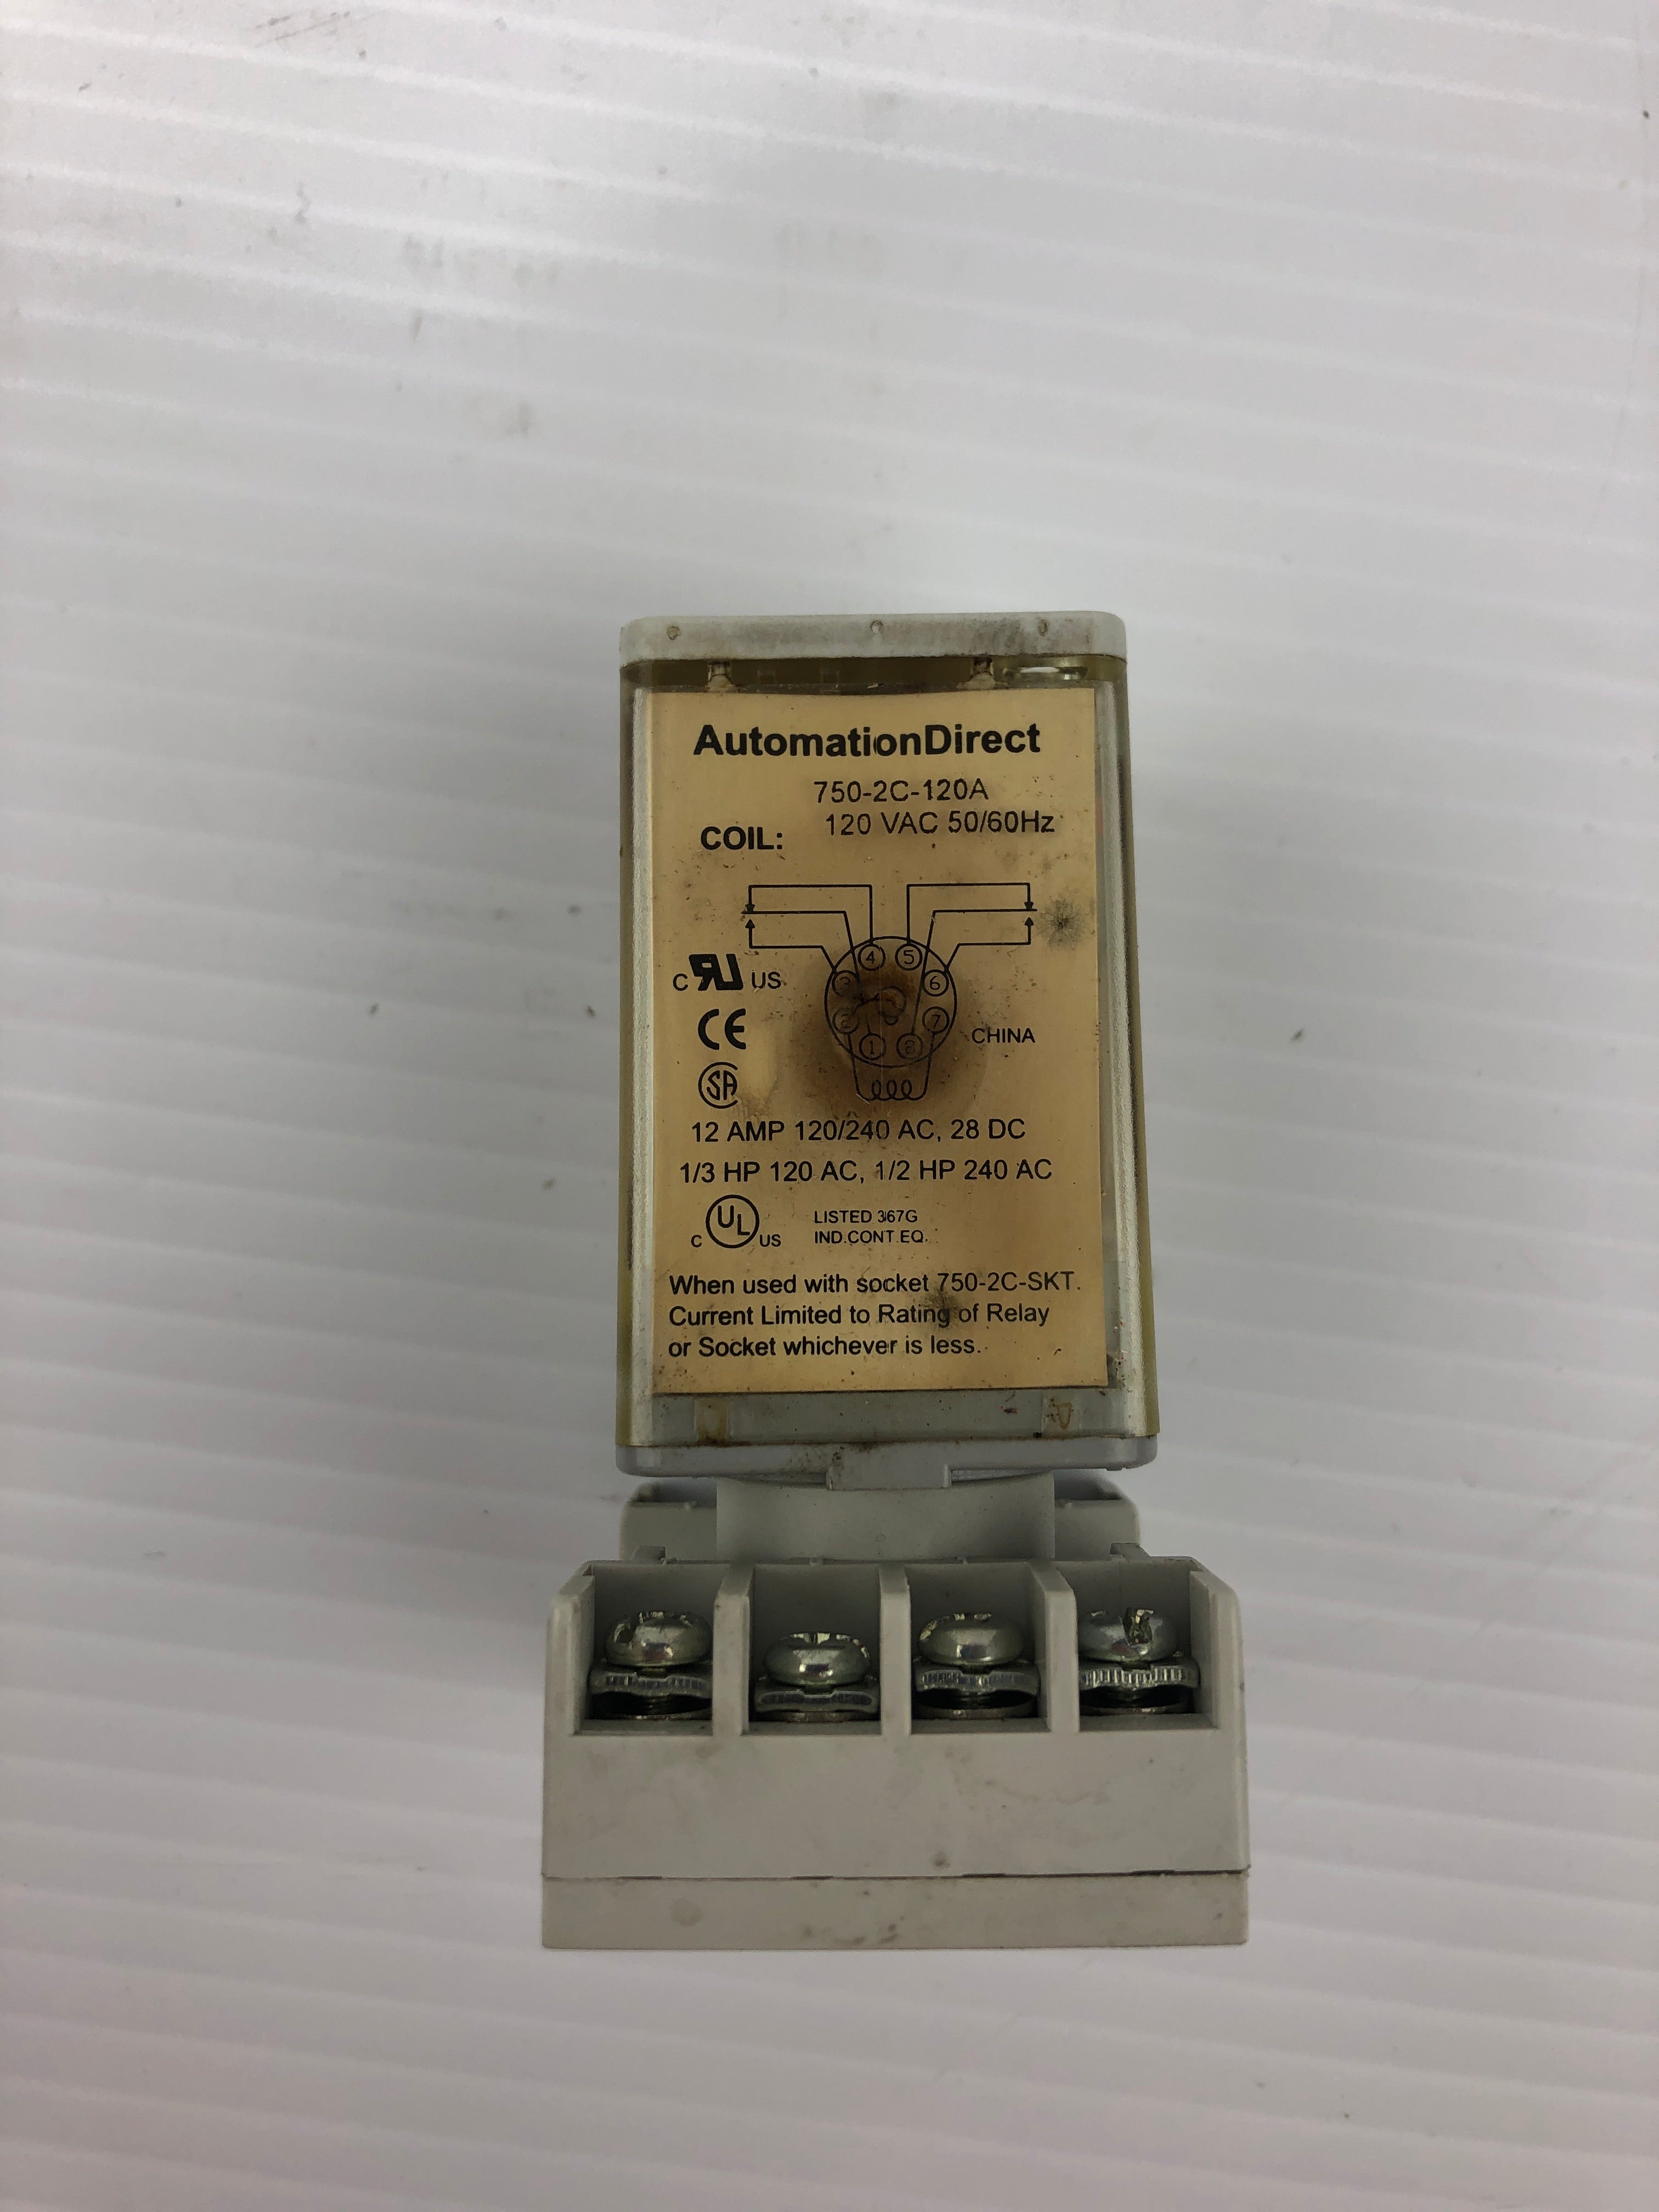 AutomationDirect
750-2C-120A
COIL: 120 VAC 50/60Hz
4 5
3 6
2 7
1 8
C RU US
CE
CHINA
SA
12 AMP 120/240 AC, 28 DC
1/3 HP 120 AC, 1/2 HP 240 AC
C UL US
LISTED 367G
IND.CONT.EQ.
When used with socket 750-2C-SKT.
Current Limited to Rating of Relay
or Socket whichever is less.